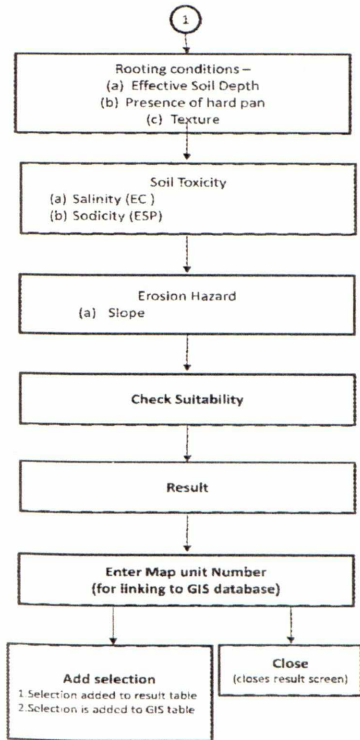 1
Rooting conditions –
(a) Effective Soil Depth
(b) Presence of hard pan
(c) Texture
Soil Toxicity
(a) Salinity (EC )
(b) Sodicity (ESP)
Erosion Hazard
(a) Slope
Check Suitability
Result
Enter Map unit Number
(for linking to GIS database)
Add selection
1.Selection added to result table
2.Selection is added to GIS table
Close
(closes result screen)